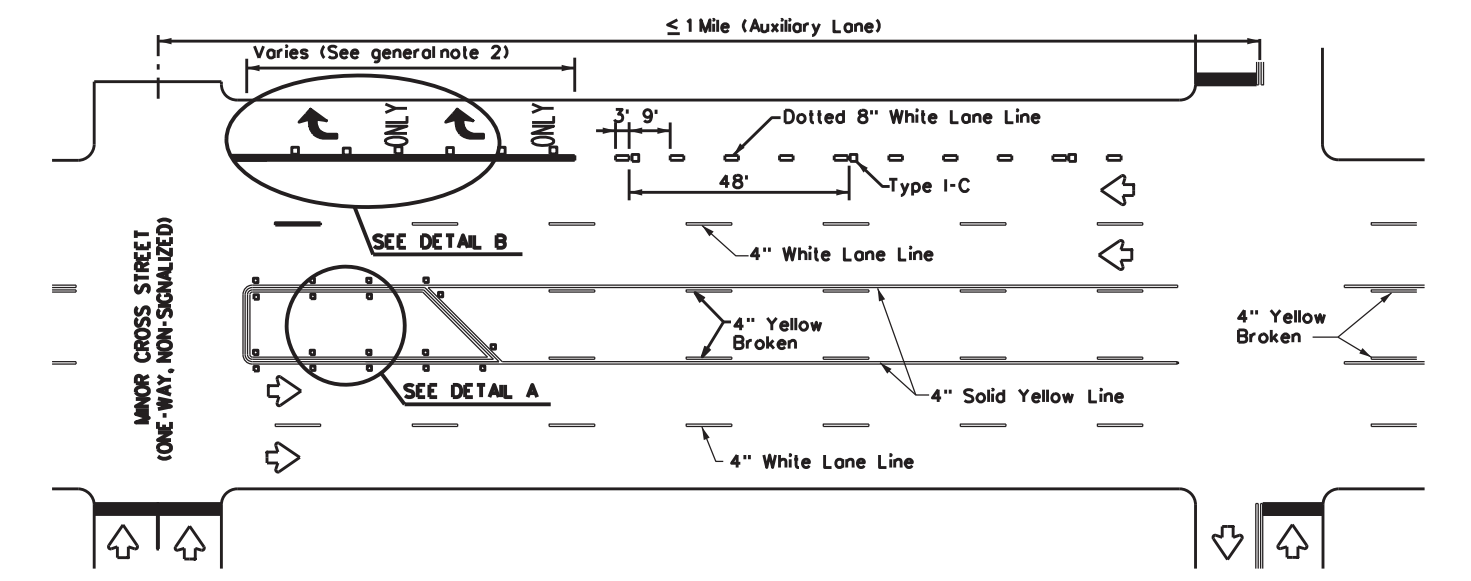 ≤ 1 Mile (Auxiliary Lane)
Varies (See general note 2)
ONLY
ONLY
3' 9'
Dotted 8" White Lane Line
48'
Type I-C
SEE DETAIL B
4" White Lane Line
MINOR CROSS STREET
(ONE-WAY, NON-SIGNALIZED)
4" Yellow
Broken
4" Yellow
Broken
SEE DETAIL A
4" Solid Yellow Line
4" White Lane Line